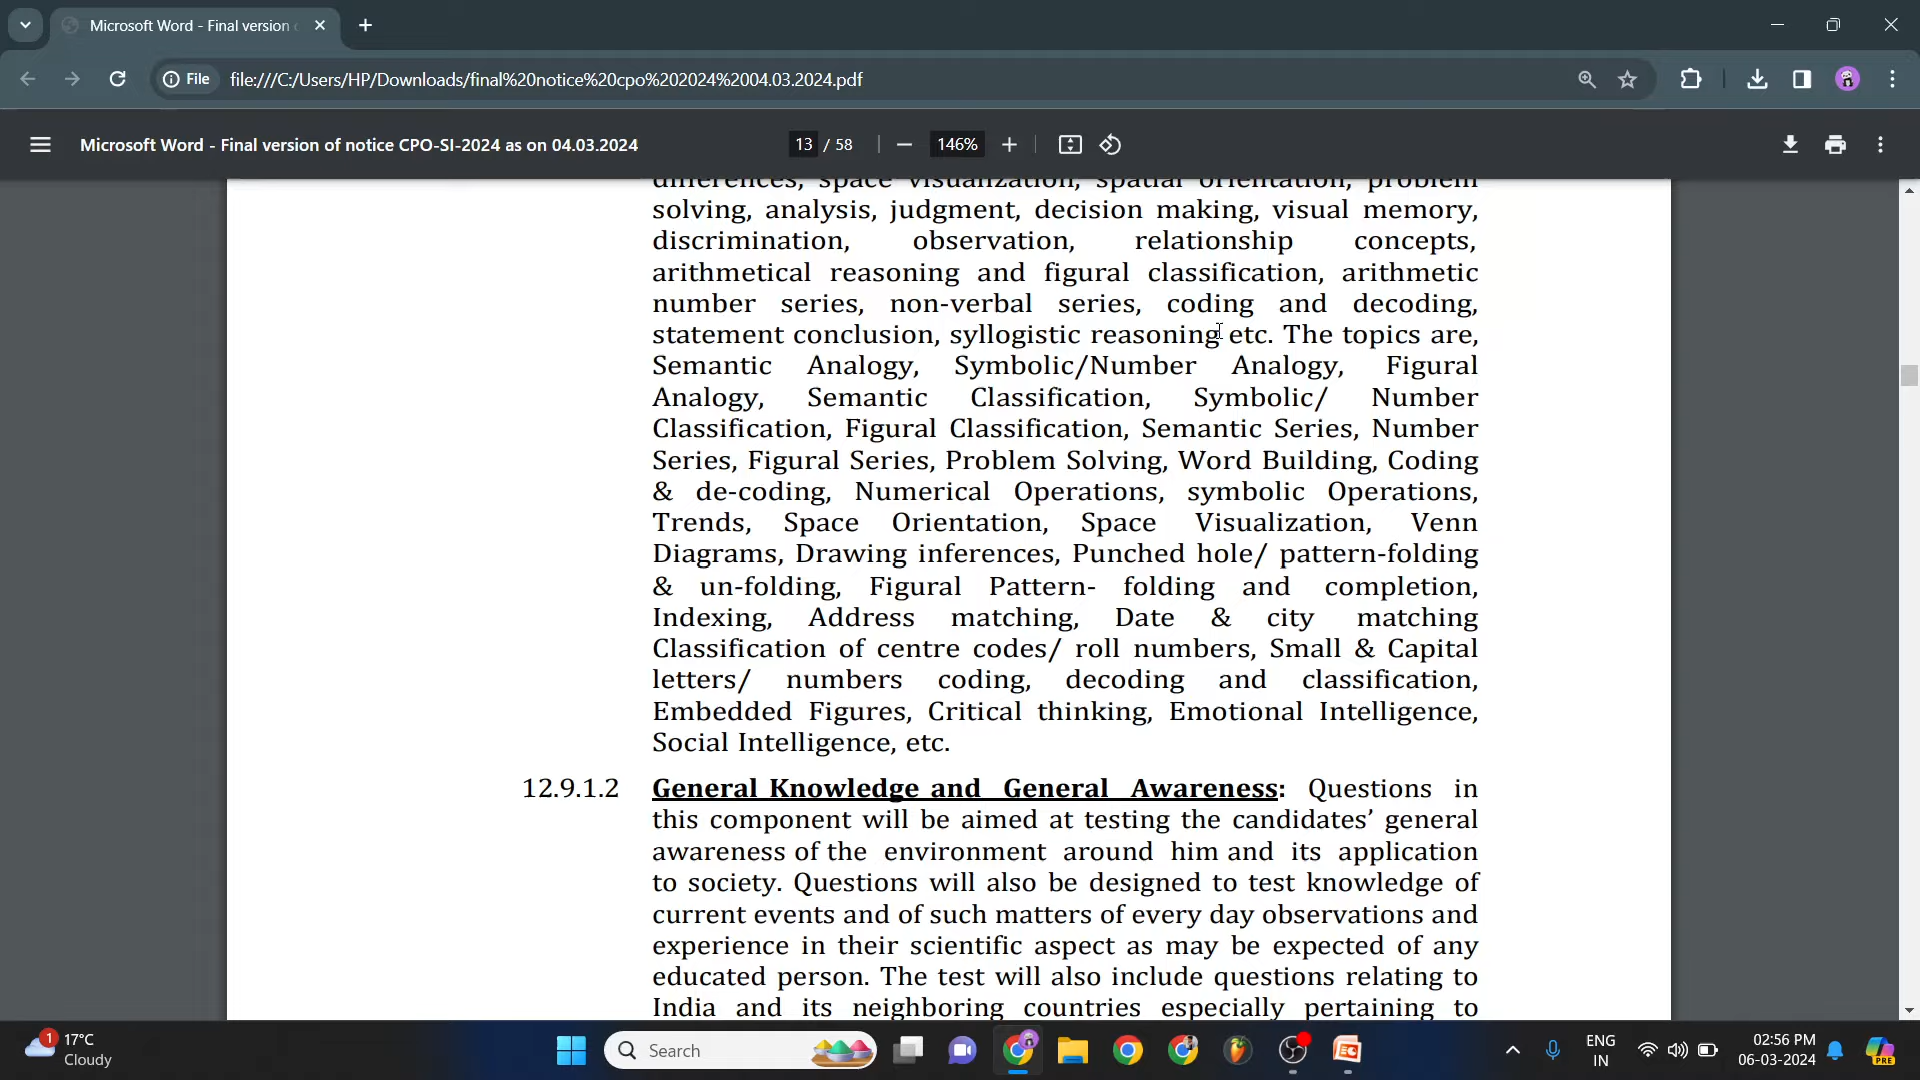 Microsoft Word - Final version
File
file:///C:/Users/HP/Downloads/final%20notice%20cpo%202024%2004.03.2024.pdf
Microsoft Word - Final version of notice CPO-SI-2024 as on 04.03.2024
13 / 58
146%
differences, space visualization, spatial orientation, problem
solving, analysis, judgment, decision making, visual memory,
discrimination, observation, relationship concepts,
arithmetical reasoning and figural classification, arithmetic
number series, non-verbal series, coding and decoding,
statement conclusion, syllogistic reasoning etc. The topics are,
Semantic Analogy, Symbolic/Number Analogy, Figural
Analogy, Semantic Classification, Symbolic/ Number
Classification, Figural Classification, Semantic Series, Number
Series, Figural Series, Problem Solving, Word Building, Coding
& de-coding, Numerical Operations, symbolic Operations,
Trends, Space Orientation, Space Visualization, Venn
Diagrams, Drawing inferences, Punched hole/ pattern-folding
& un-folding, Figural Pattern- folding and completion,
Indexing, Address matching, Date & city matching
Classification of centre codes/ roll numbers, Small & Capital
letters/ numbers coding, decoding and classification,
Embedded Figures, Critical thinking, Emotional Intelligence,
Social Intelligence, etc.
12.9.1.2 General Knowledge and General Awareness: Questions in
this component will be aimed at testing the candidates’ general
awareness of the environment around him and its application
to society. Questions will also be designed to test knowledge of
current events and of such matters of every day observations and
experience in their scientific aspect as may be expected of any
educated person. The test will also include questions relating to
India and its neighboring countries especially pertaining to
1
17°C
Cloudy
Search
ENG
IN
02:56 PM
06-03-2024
PRE